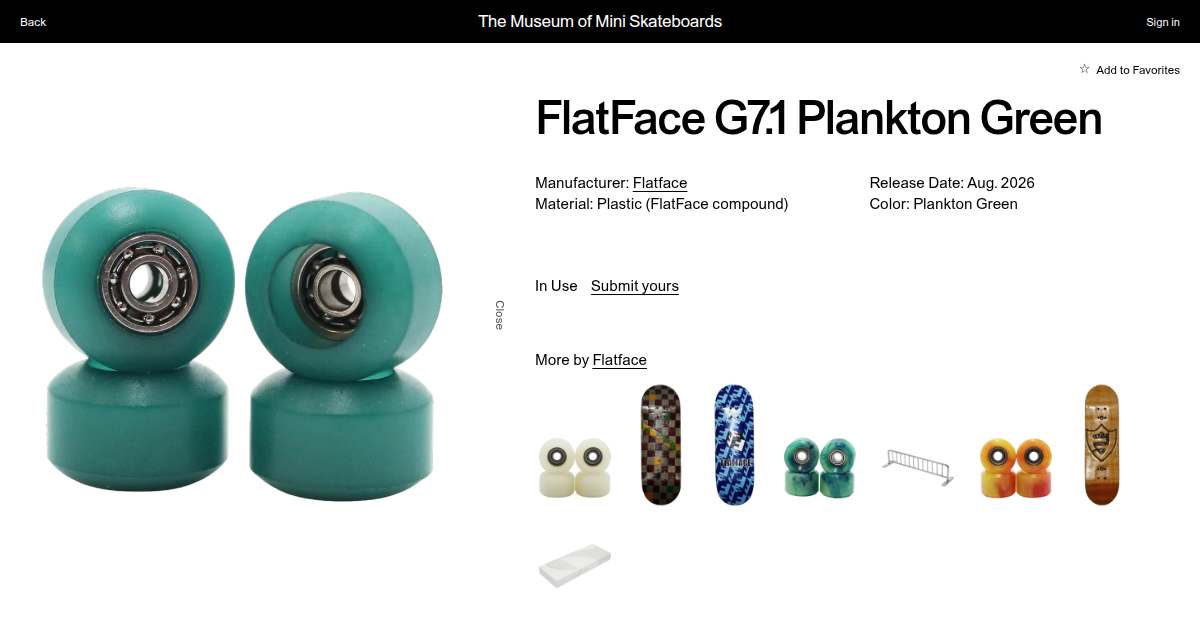 Back
The Museum of Mini Skateboards
Sign in
☆ Add to Favorites
FlatFace G7.1 Plankton Green
Manufacturer: Flatface
Material: Plastic (FlatFace compound)
Release Date: Aug. 2026
Color: Plankton Green
In Use Submit yours
Close
More by Flatface